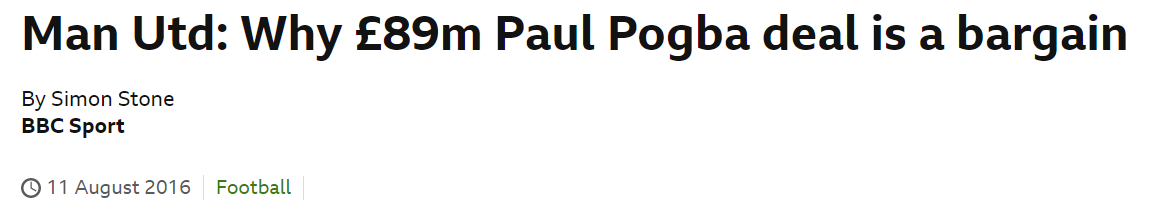 Man Utd: Why £89m Paul Pogba deal is a bargain
By Simon Stone
BBC Sport
11 August 2016 Football